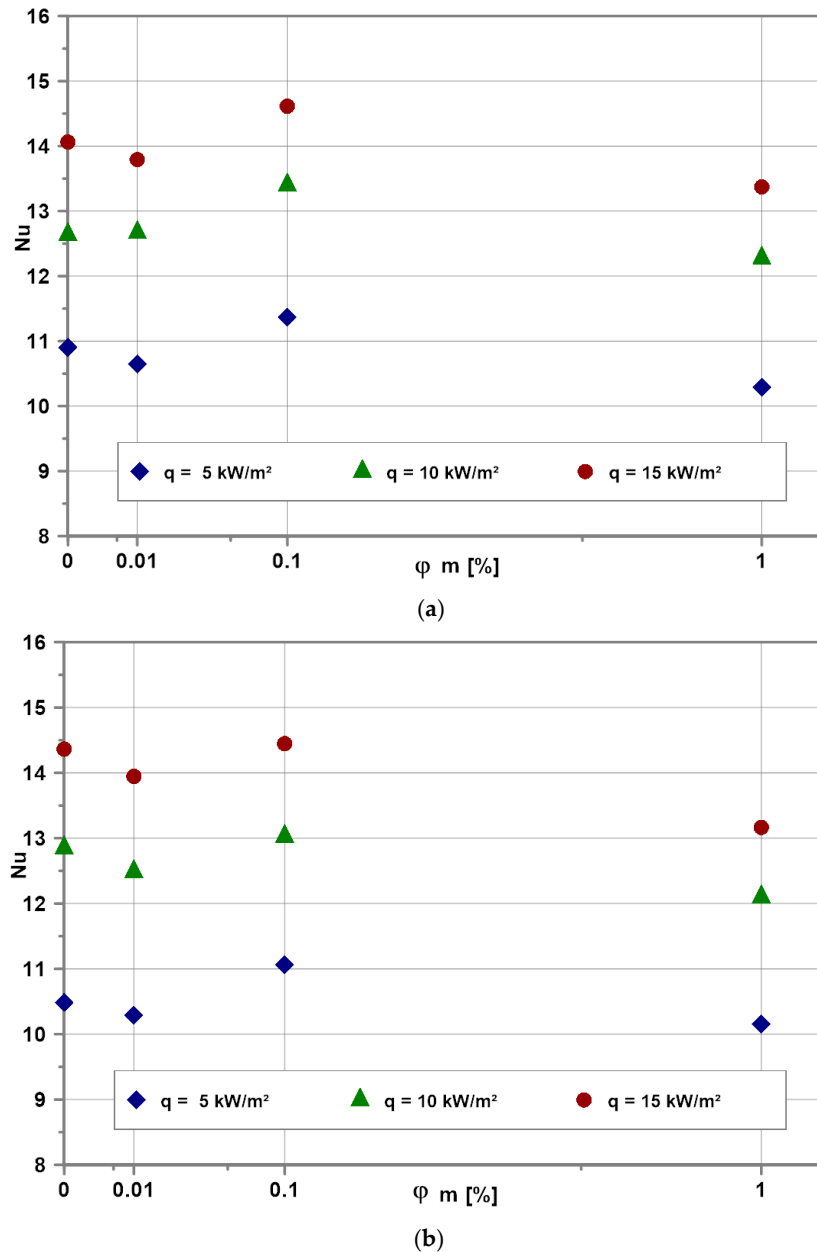 16
15
14
13
12
11
10
9
8
Nu
q = 5 kW/m²
q = 10 kW/m²
q = 15 kW/m²
0
0.01
0.1
1
φ m [%]
(a)
16
15
14
13
12
11
10
9
8
Nu
q = 5 kW/m²
q = 10 kW/m²
q = 15 kW/m²
0
0.01
0.1
1
φ m [%]
(b)